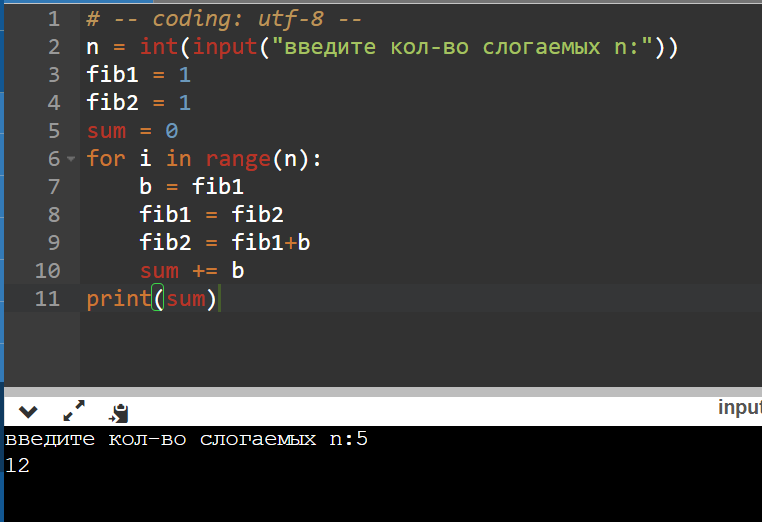 1 # -- coding: utf-8 --
2 n = int(input("введите кол-во слогаемых n:"))
3 fib1 = 1
4 fib2 = 1
5 sum = 0
6 for i in range(n):
7     b = fib1
8     fib1 = fib2
9     fib2 = fib1+b
10     sum += b
11 print(sum)
input
введите кол-во слогаемых n:5
12